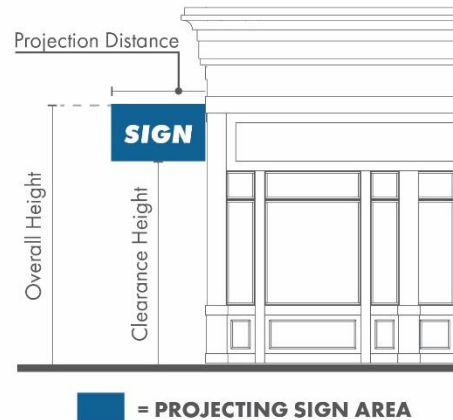 Projection Distance
SIGN
Overall Height
Clearance Height
= PROJECTING SIGN AREA